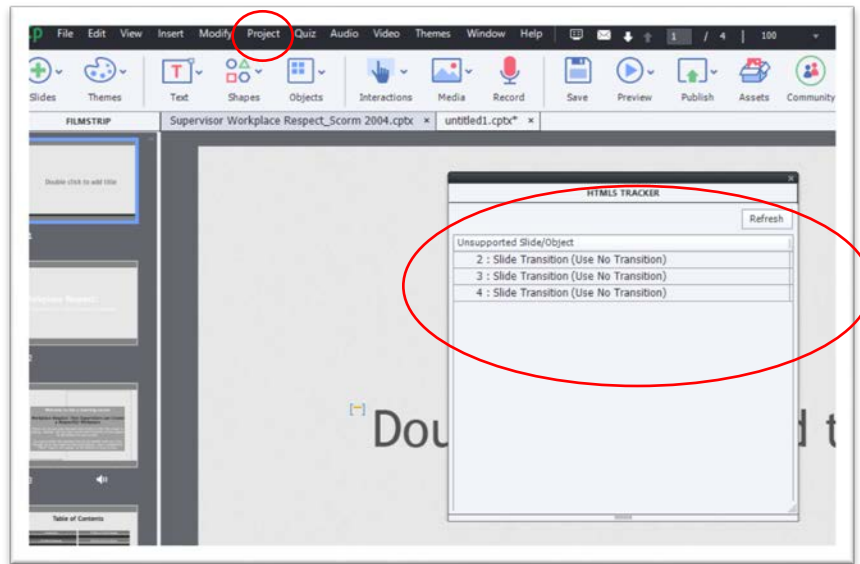 .p File Edit View Insert Modify Project Quiz Audio Video Themes Window Help 1 / 4 | 100
Slides Themes Text Shapes Objects Interactions Media Record Save Preview Publish Assets Community
FILMSTRIP Supervisor Workplace Respect_Scorm 2004.cptx × untitled1.cptx* ×
Double click to add title
HTML5 TRACKER
Refresh
Unsupported Slide/Object
2 : Slide Transition (Use No Transition)
3 : Slide Transition (Use No Transition)
4 : Slide Transition (Use No Transition)
Dou
d t
2
Table of Contents